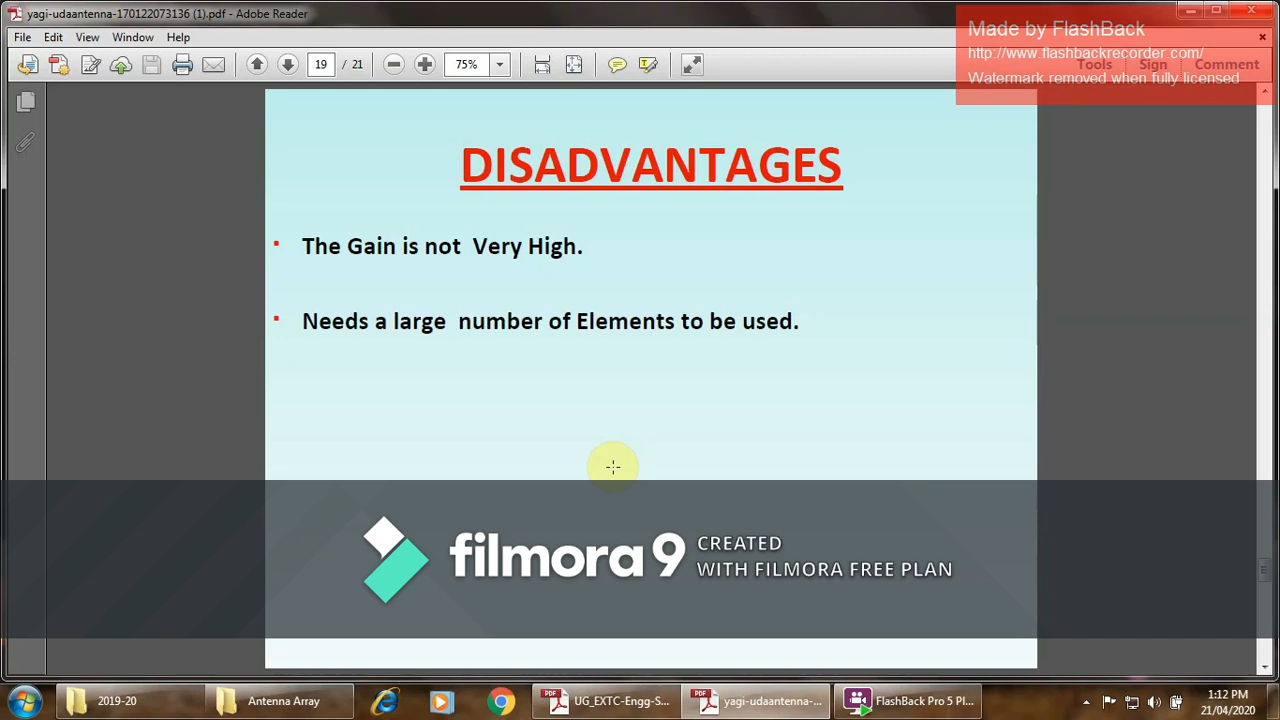 yagi-udaantenna-170122073136 (1).pdf - Adobe Reader
Made by FlashBack
File Edit View Window Help
http://www.flashbackrecorder.com/
19 / 21 75% Tools Sign Comment
Watermark removed when fully licensed
DISADVANTAGES
The Gain is not Very High.
Needs a large number of Elements to be used.
filmora 9 CREATED
WITH FILMORA FREE PLAN
2019-20 Antenna Array UG_EXTC-Engg-S... yagi-udaantenna-... FlashBack Pro 5 Pl... 1:12 PM
21/04/2020